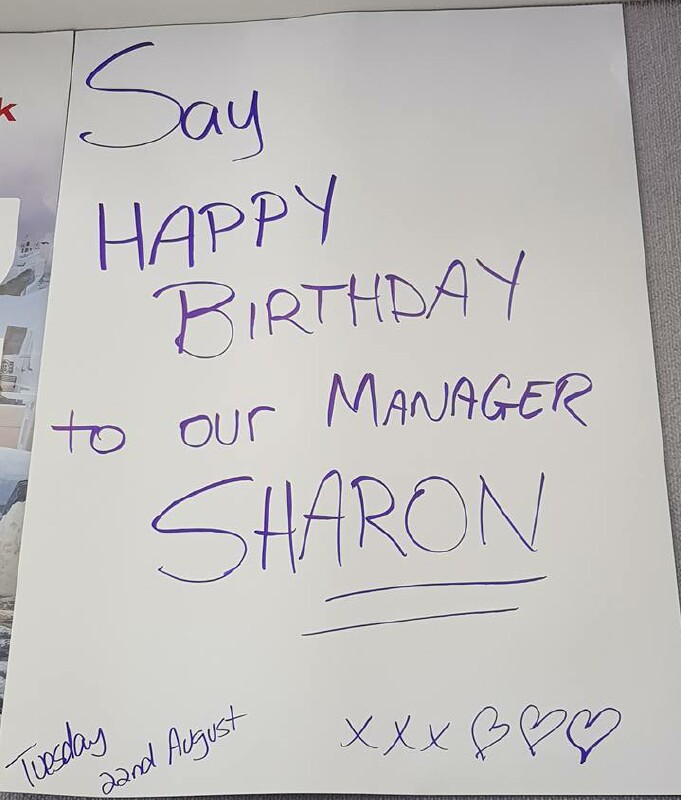 Say
HAPPY
BIRTHDAY
to our MANAGER
SHARON
Tuesday
22nd August
xxx ♡♡♡
k